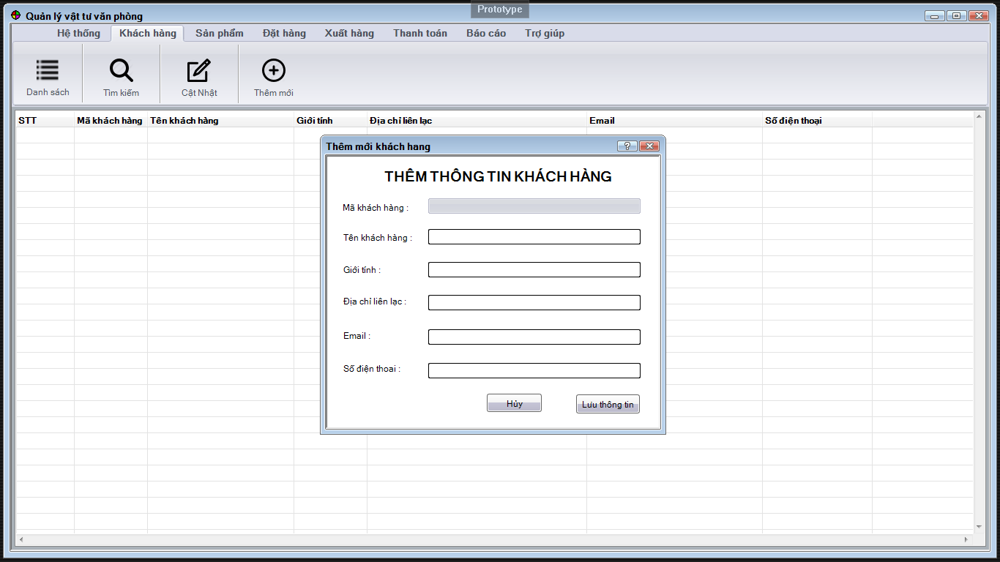 Prototype
Quản lý vật tư văn phòng
Hệ thống Khách hàng Sản phẩm Đặt hàng Xuất hàng Thanh toán Báo cáo Trợ giúp
Danh sách Tìm kiếm Cật Nhật Thêm mới
STT Mã khách hàng Tên khách hàng Giới tính Địa chỉ liên lạc Email Số điện thoại
Thêm mới khách hang
?
THÊM THÔNG TIN KHÁCH HÀNG
Mã khách hàng :
Tên khách hàng :
Giới tính :
Địa chỉ liên lạc :
Email :
Số điện thoai :
Hủy Lưu thông tin